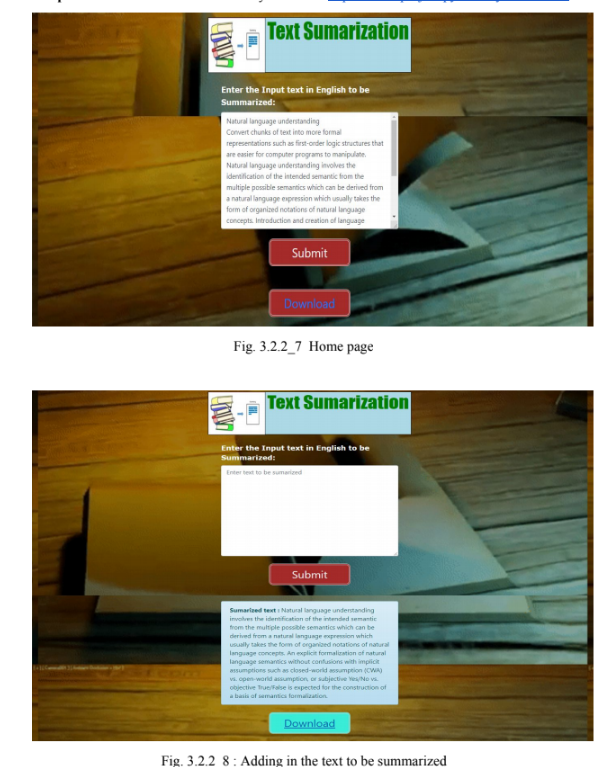 Text Sumarization
Enter the Input text in English to be
Summarized:
Natural language understanding
Convert chunks of text into more formal
representations such as first-order logic structures that
are easier for computer programs to manipulate.
Natural language understanding involves the
identification of the intended semantic from the
multiple possible semantics which can be derived from
a natural language expression which usually takes the
form of organized notations of natural language
concepts. Introduction and creation of language
Submit
Download
Fig. 3.2.2_7 Home page
Text Sumarization
Enter the Input text in English to be
Summarized:
Enter text to be sumarized
Submit
Sumarized text : Natural language understanding
involves the identification of the intended semantic
from the multiple possible semantics which can be
derived from a natural language expression which
usually takes the form of organized notations of natural
language concepts. An explicit formalization of natural
language semantics without confusions with implicit
assumptions such as closed-world assumption (CWA)
vs. open-world assumption, or subjective Yes/No vs.
objective True/False is expected for the construction of
a basis of semantics formalization.
Download
Fig. 3.2.2_8 : Adding in the text to be summarized